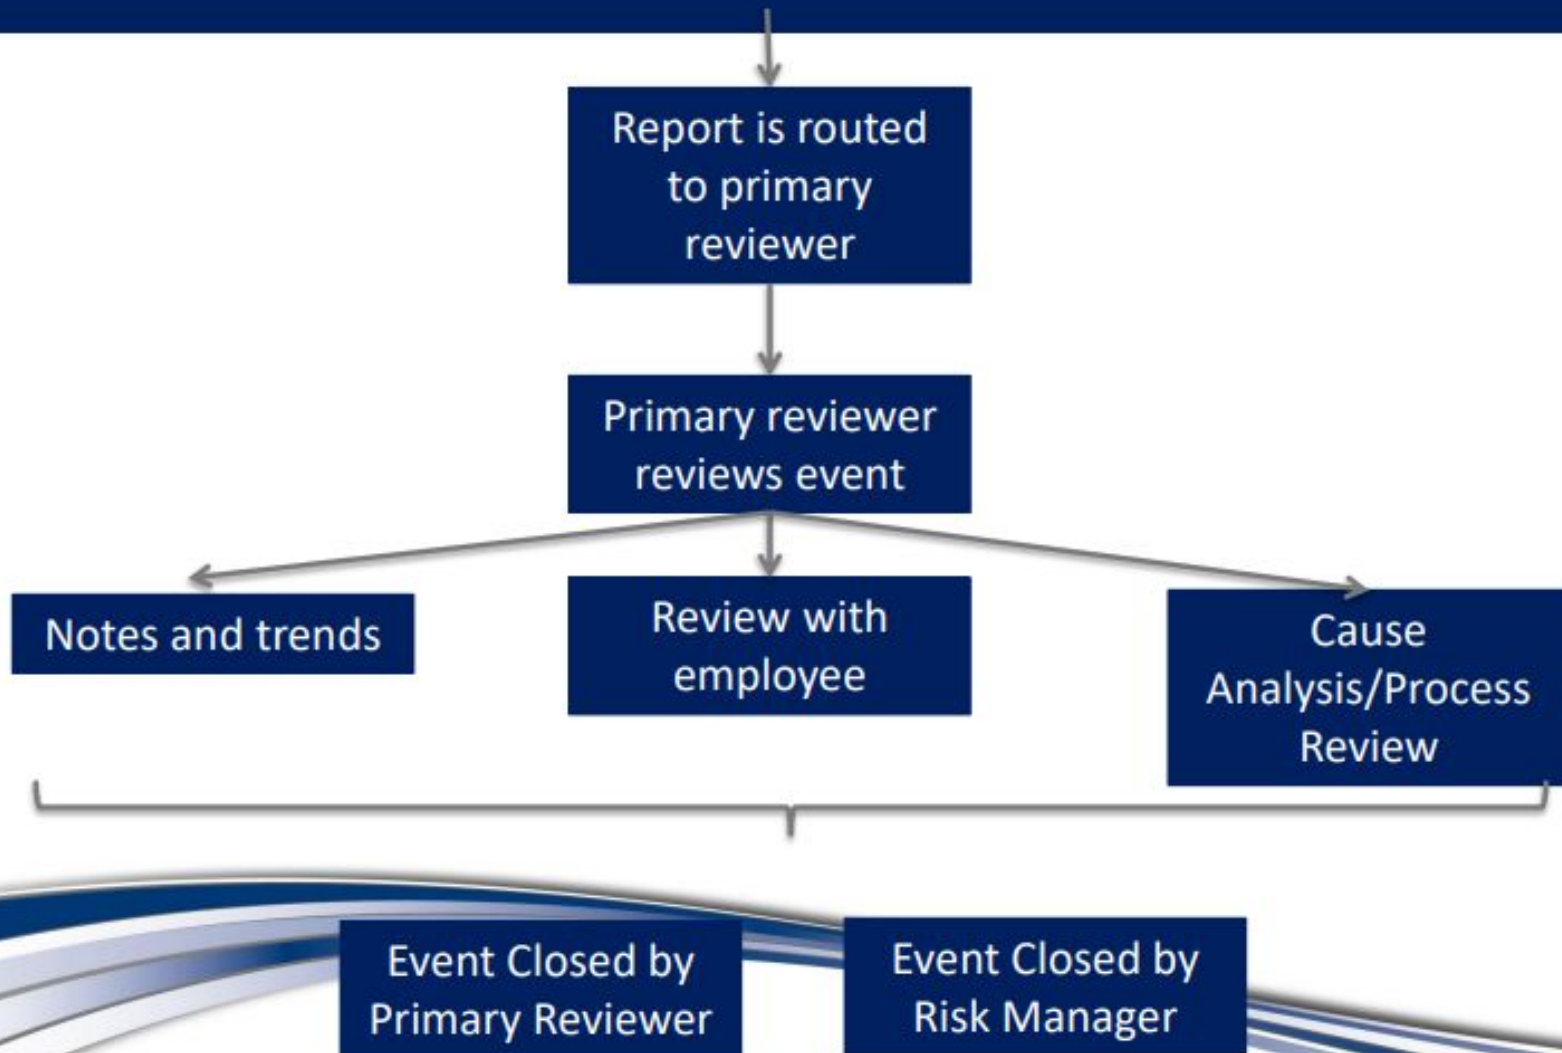 Report is routed
to primary
reviewer
Primary reviewer
reviews event
Notes and trends
Review with
employee
Cause
Analysis/Process
Review
Event Closed by
Primary Reviewer
Event Closed by
Risk Manager